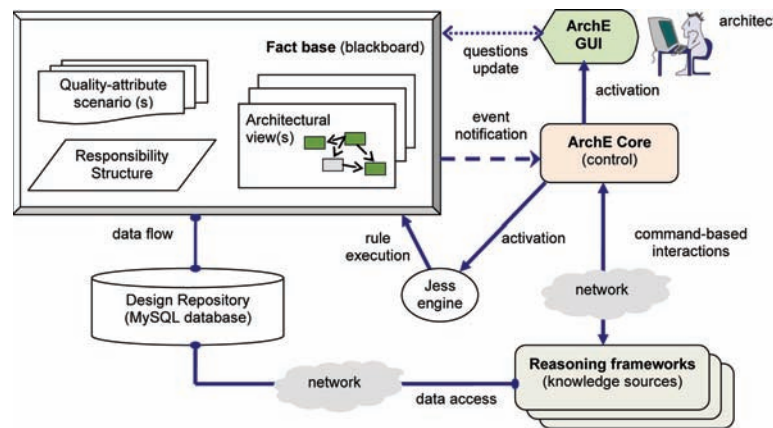 Fact base (blackboard)
Quality-attribute
scenario (s)
Architectural
view(s)
Responsibility
Structure
questions
update
ArchE
GUI
architect
activation
event
notification
ArchE Core
(control)
data flow
rule
execution
activation
command-based
interactions
Jess
engine
network
Design Repository
(MySQL database)
Reasoning frameworks
(knowledge sources)
network
data access